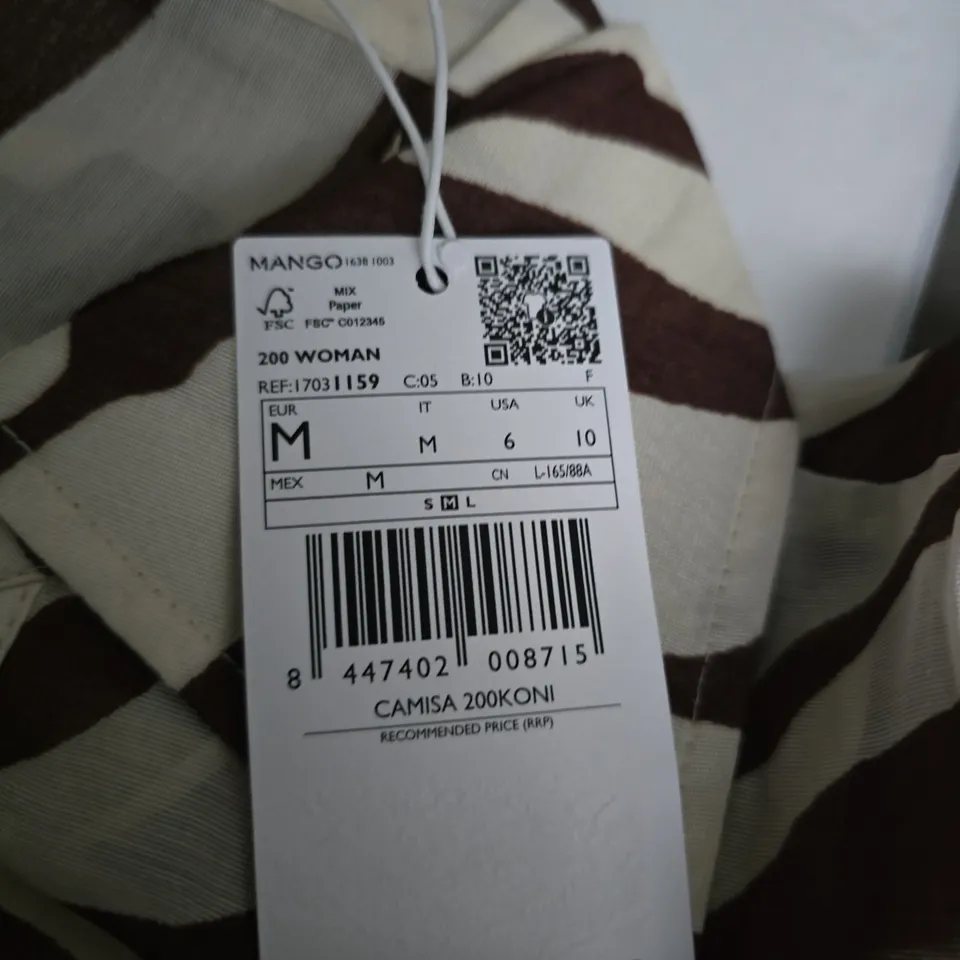 MANGO 1638 1003
MIX
Paper
FSC FSC™ C012345
200 WOMAN
REF:17031159 C:05 B:10 F
EUR IT USA UK
M M 6 10
MEX M CN L-165/88A
S M L
8 447402 008715
CAMISA 200KONI
RECOMMENDED PRICE (RRP)